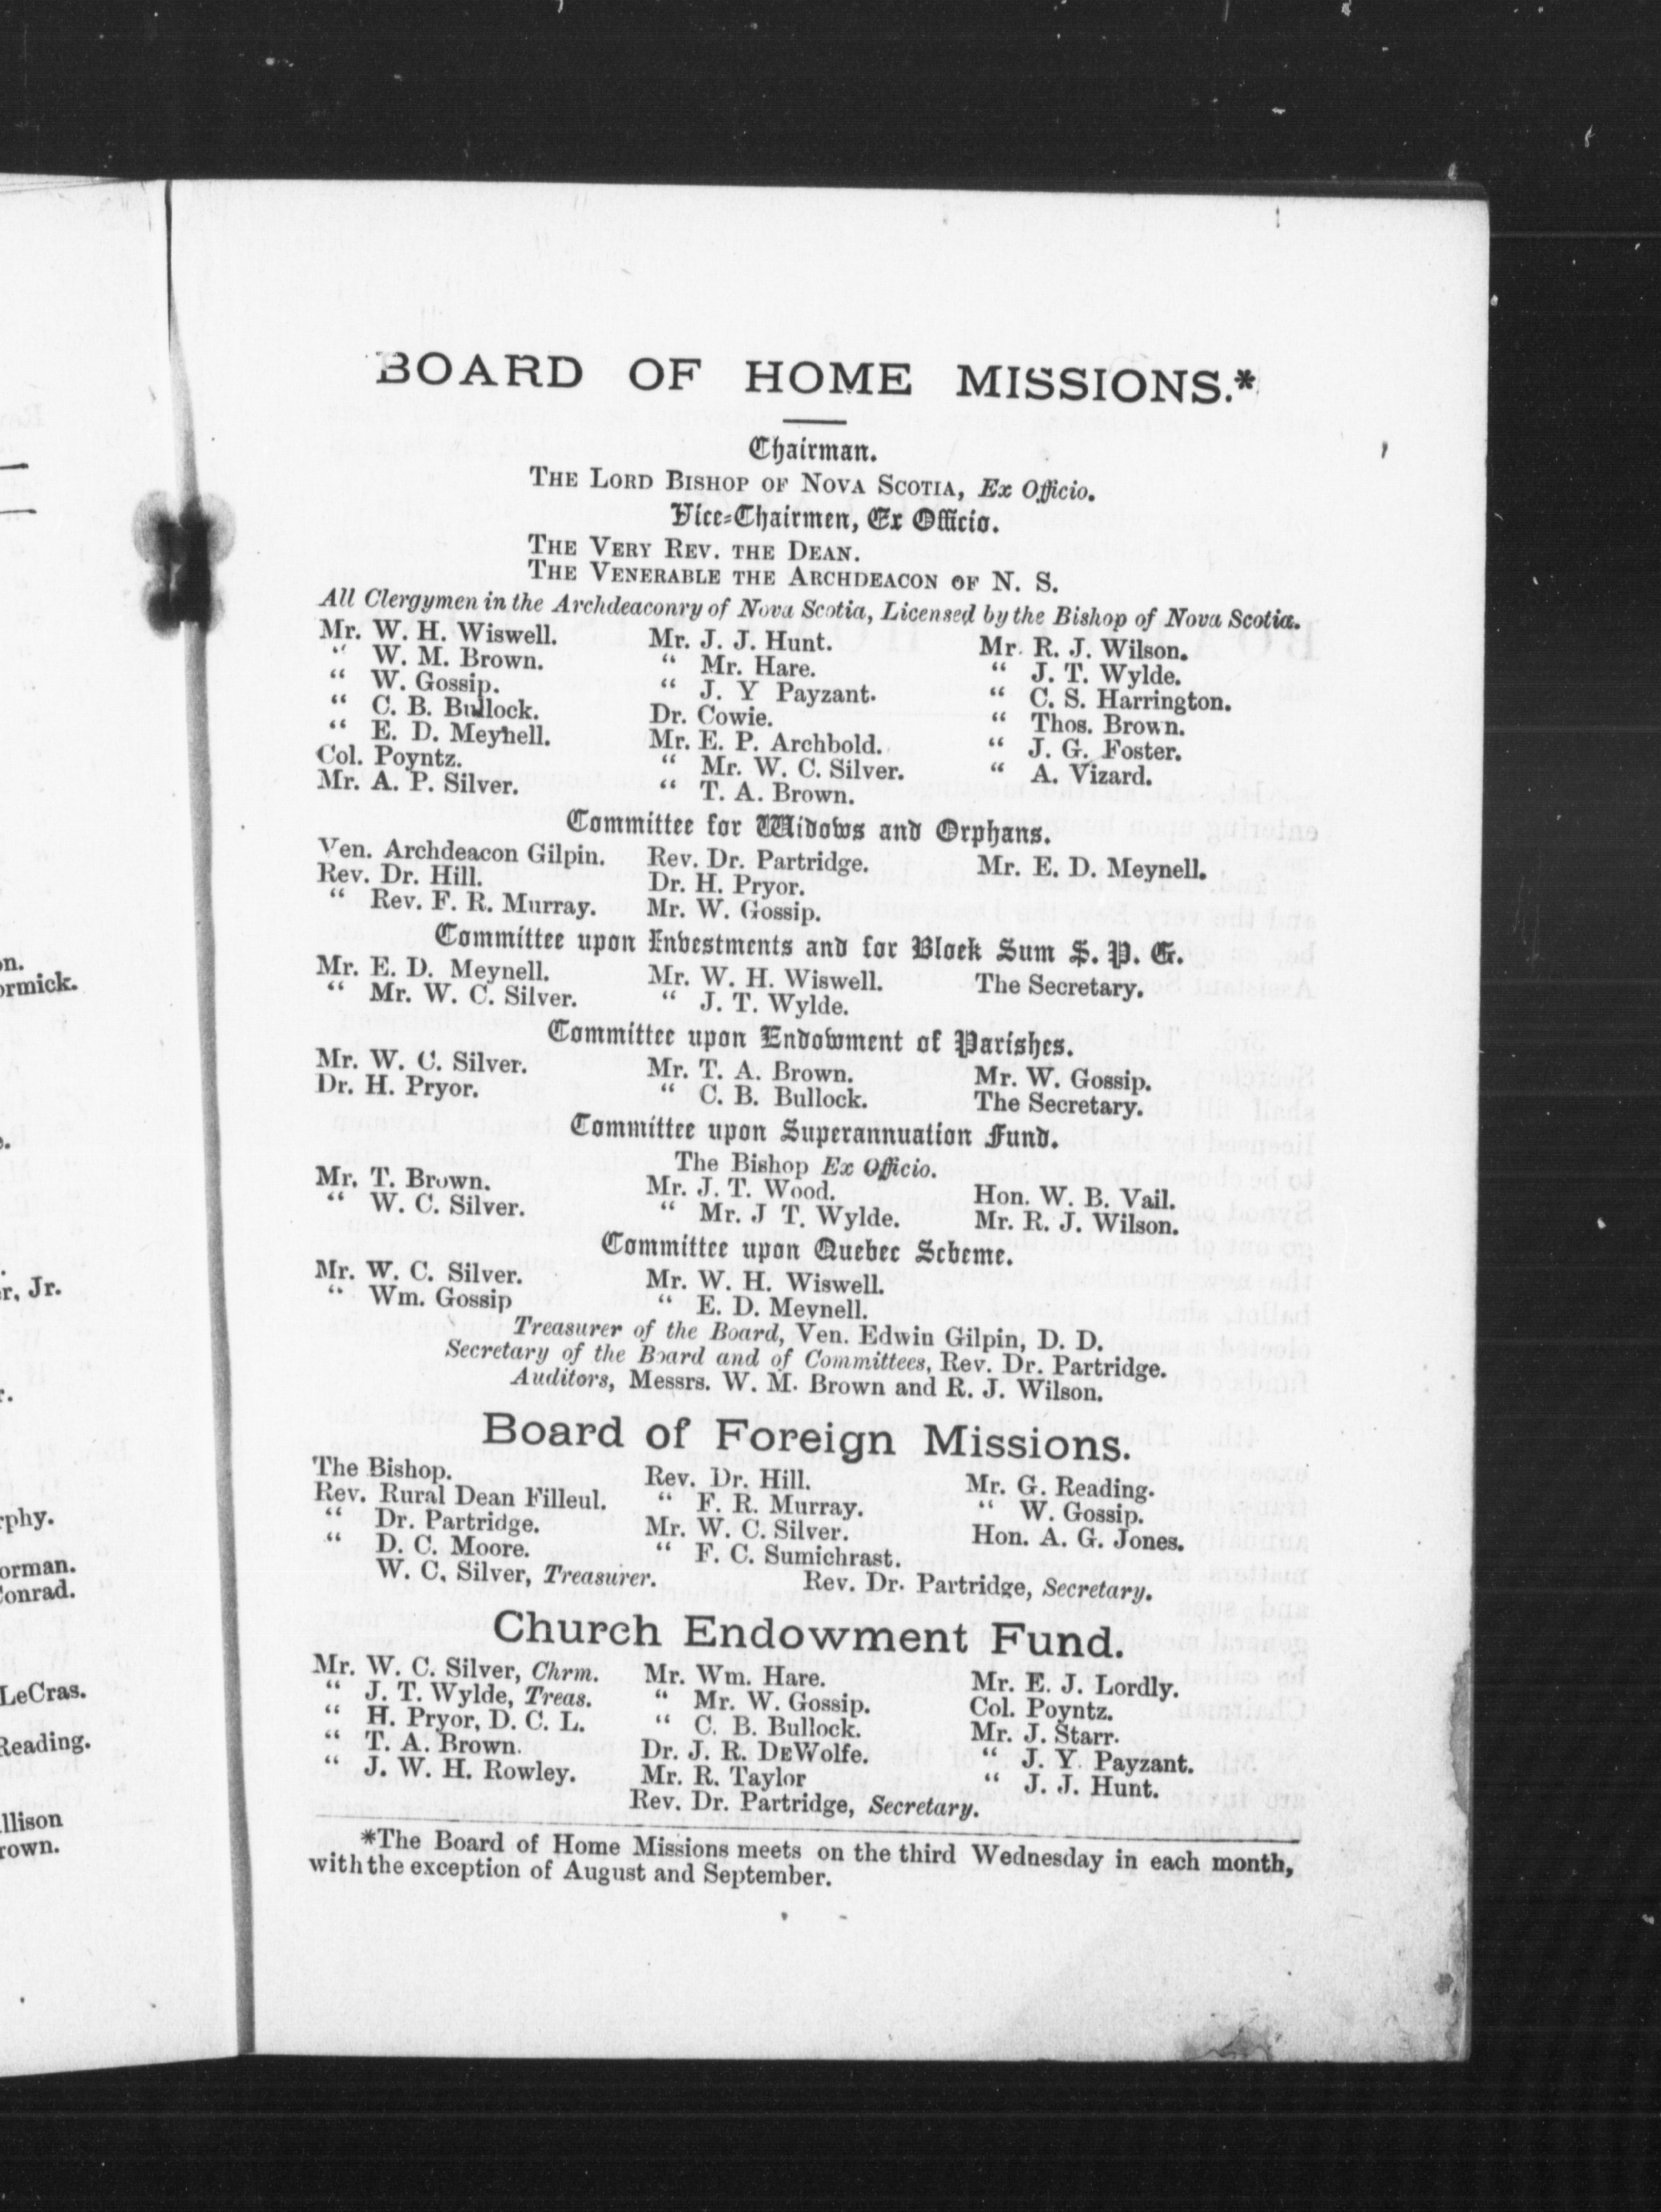 BOARD OF HOME MISSIONS.*
Chairman.
THE LORD BISHOP OF NOVA SCOTIA, Ex Officio.
Vice-Chairmen, Ex Officio.
THE VERY REV. THE DEAN.
THE VENERABLE THE ARCHDEACON OF N. S.
All Clergymen in the Archdeaconry of Nova Scotia, Licensed by the Bishop of Nova Scotia.
Mr. W. H. Wiswell. Mr. J. J. Hunt. Mr. R. J. Wilson.
" W. M. Brown. " Mr. Hare. " J. T. Wylde.
" W. Gossip. " J. Y Payzant. " C. S. Harrington.
" C. B. Bullock. Dr. Cowie. " Thos. Brown.
" E. D. Meynell. Mr. E. P. Archbold. " J. G. Foster.
Col. Poyntz. " Mr. W. C. Silver. " A. Vizard.
Mr. A. P. Silver. " T. A. Brown.
Committee for Widows and Orphans.
Ven. Archdeacon Gilpin. Rev. Dr. Partridge. Mr. E. D. Meynell.
Rev. Dr. Hill. Dr. H. Pryor.
" Rev. F. R. Murray. Mr. W. Gossip.
Committee upon Investments and for Block Sum S. P. G.
Mr. E. D. Meynell. Mr. W. H. Wiswell. The Secretary.
" Mr. W. C. Silver. " J. T. Wylde.
Committee upon Endowment of Parishes.
Mr. W. C. Silver. Mr. T. A. Brown. Mr. W. Gossip.
Dr. H. Pryor. " C. B. Bullock. The Secretary.
Committee upon Superannuation Fund.
The Bishop Ex Officio.
Mr. T. Brown. Mr. J. T. Wood. Hon. W. B. Vail.
" W. C. Silver. " Mr. J T. Wylde. Mr. R. J. Wilson.
Committee upon Quebec Scheme.
Mr. W. C. Silver. Mr. W. H. Wiswell.
" Wm. Gossip " E. D. Meynell.
Treasurer of the Board, Ven. Edwin Gilpin, D. D.
Secretary of the Board and of Committees, Rev. Dr. Partridge.
Auditors, Messrs. W. M. Brown and R. J. Wilson.
Board of Foreign Missions.
The Bishop. Rev. Dr. Hill. Mr. G. Reading.
Rev. Rural Dean Filleul. " F. R. Murray. " W. Gossip.
" Dr. Partridge. Mr. W. C. Silver. Hon. A. G. Jones.
" D. C. Moore. " F. C. Sumichrast.
W. C, Silver, Treasurer. Rev. Dr. Partridge, Secretary.
Church Endowment Fund.
Mr. W. C. Silver, Chrm. Mr. Wm. Hare. Mr. E. J. Lordly.
" J. T. Wylde, Treas. " Mr. W. Gossip. Col. Poyntz.
" H. Pryor, D. C. L. " C. B. Bullock. Mr. J. Starr.
" T. A. Brown. Dr. J. R. DEWolfe. " J. Y. Payzant.
" J. W. H. Rowley. Mr. R. Taylor " J. J. Hunt.
Rev. Dr. Partridge, Secretary.
*The Board of Home Missions meets on the third Wednesday in each month,
with the exception of August and September.